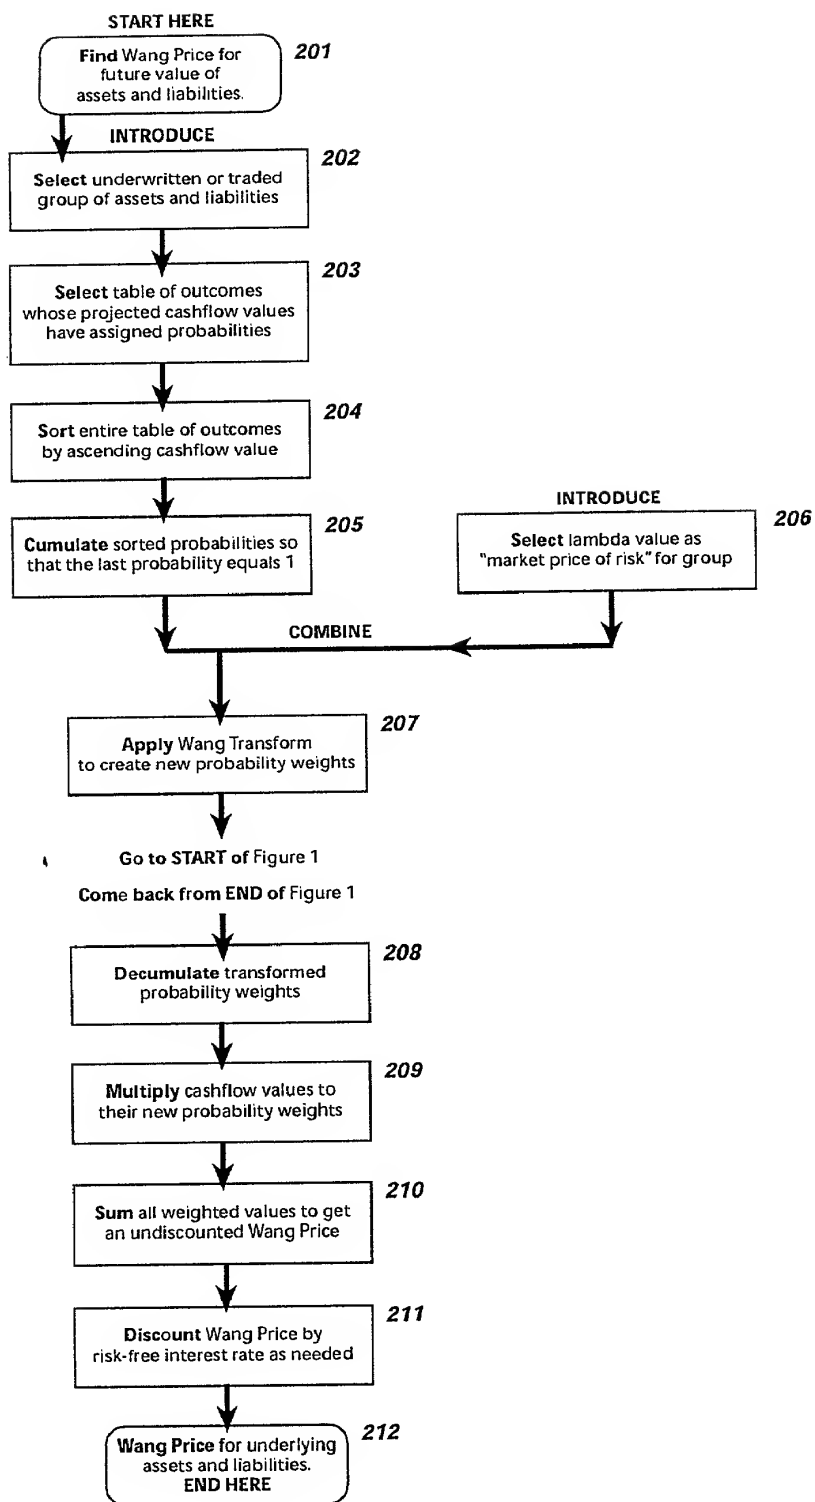 START HERE
Find Wang Price for
future value of
assets and liabilities.
201
INTRODUCE
202
Select underwritten or traded
group of assets and liabilities
203
Select table of outcomes
whose projected cashflow values
have assigned probabilities
204
Sort entire table of outcomes
by ascending cashflow value
205
Cumulate sorted probabilities so
that the last probability equals 1
INTRODUCE
206
Select lambda value as
"market price of risk" for group
COMBINE
207
Apply Wang Transform
to create new probability weights
Go to START of Figure 1
Come back from END of Figure 1
208
Decumulate transformed
probability weights
209
Multiply cashflow values to
their new probability weights
210
Sum all weighted values to get
an undiscounted Wang Price
211
Discount Wang Price by
risk-free interest rate as needed
212
Wang Price for underlying
assets and liabilities.
END HERE